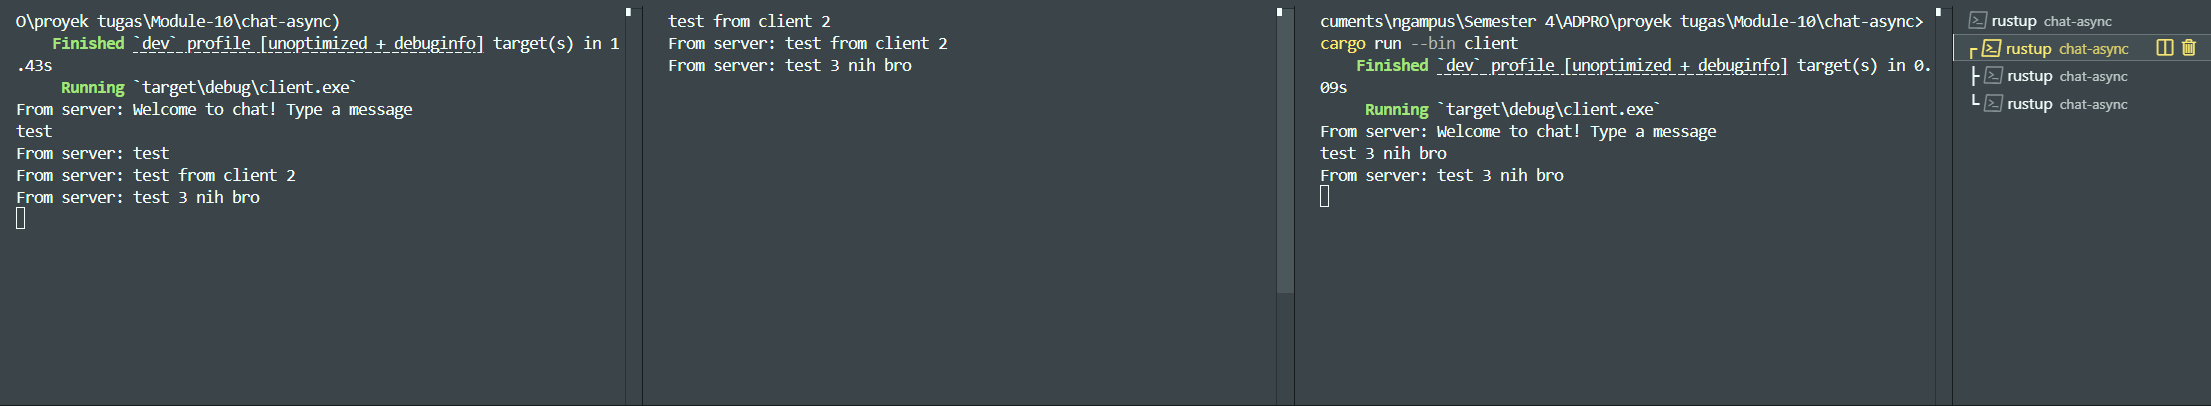 O\proyek tugas\Module-10\chat-async)
Finished `dev` profile [unoptimized + debuginfo] target(s) in 1
.43s
Running `target\debug\client.exe`
From server: Welcome to chat! Type a message
test
From server: test
From server: test from client 2
From server: test 3 nih bro
test from client 2
From server: test from client 2
From server: test 3 nih bro
cuments\ngampus\Semester 4\ADPRO\proyek tugas\Module-10\chat-async>
cargo run --bin client
Finished `dev` profile [unoptimized + debuginfo] target(s) in 0.
09s
Running `target\debug\client.exe`
From server: Welcome to chat! Type a message
test 3 nih bro
From server: test 3 nih bro
rustup chat-async
rustup chat-async
rustup chat-async
rustup chat-async